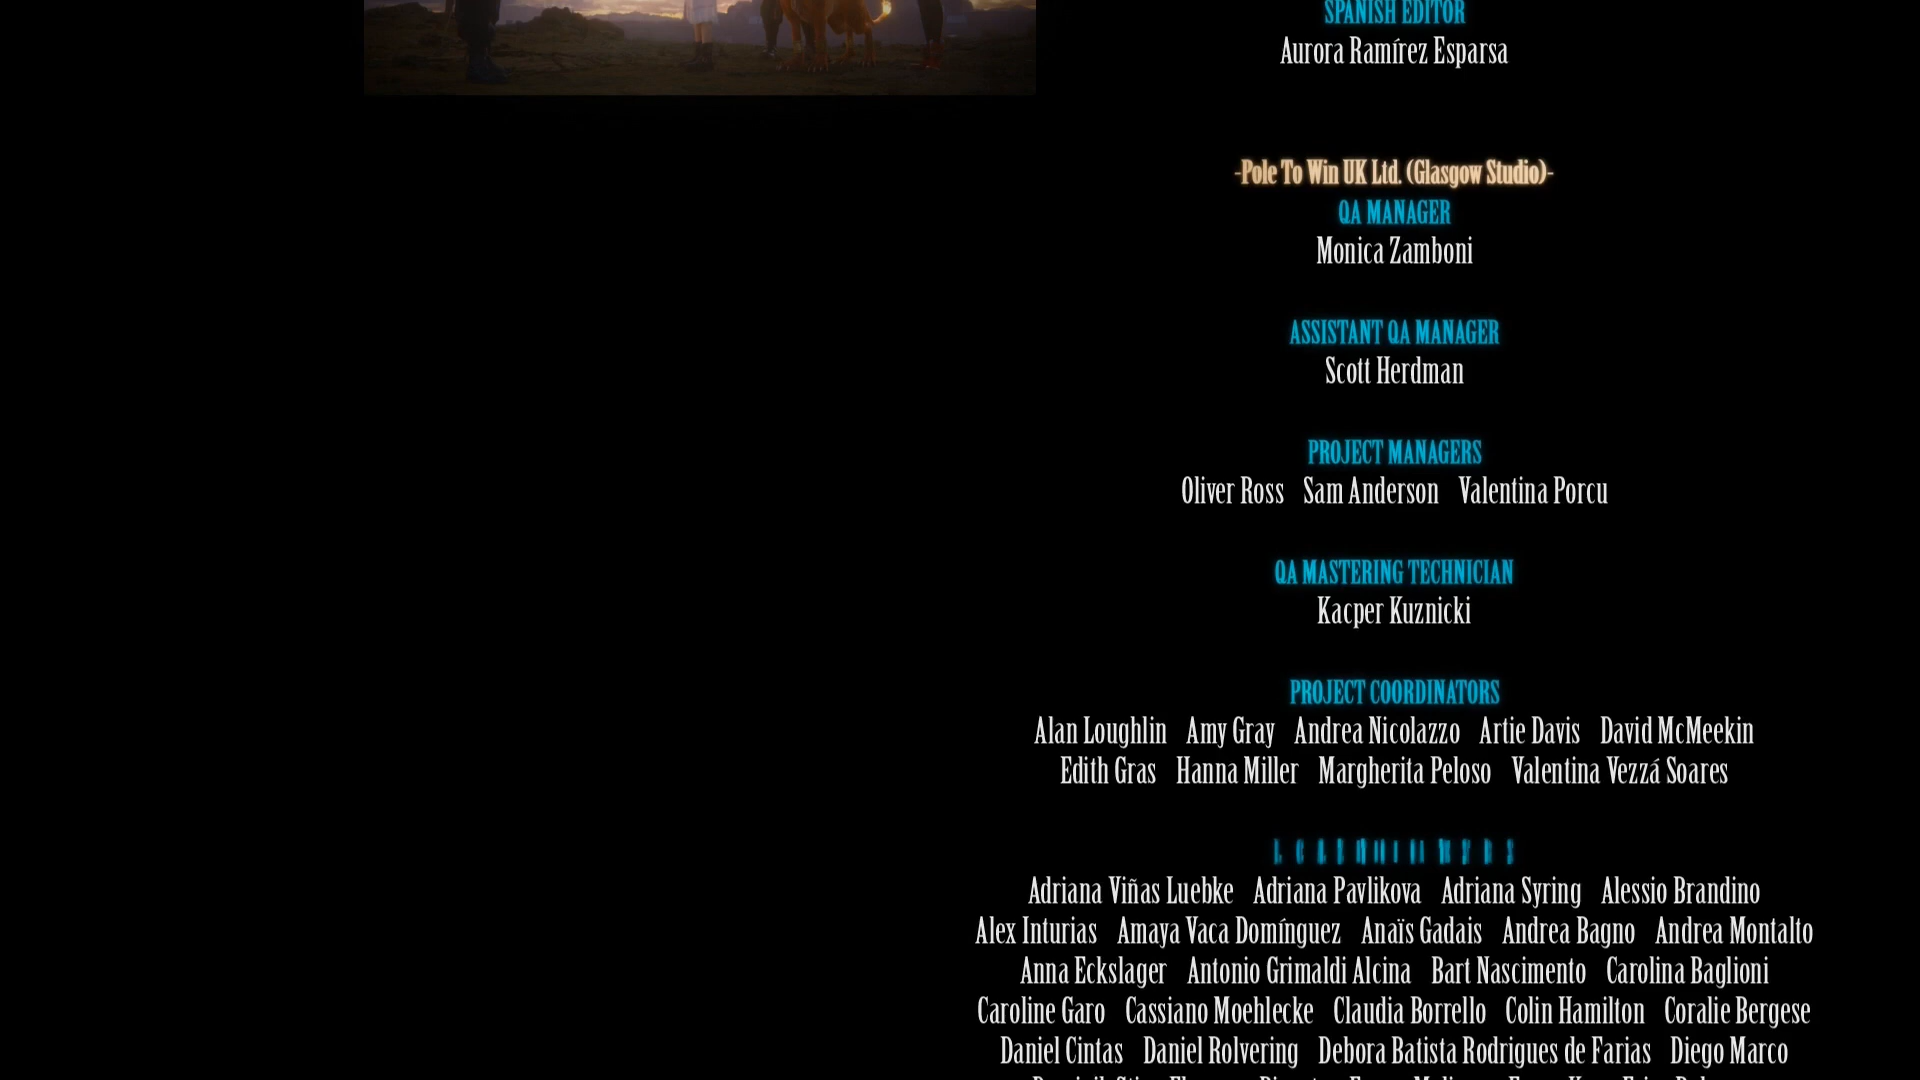 SPANISH EDITOR
Aurora Ramírez Esparsa
-Pole To Win UK Ltd. (Glasgow Studio)-
QA MANAGER
Monica Zamboni
ASSISTANT QA MANAGER
Scott Herdman
PROJECT MANAGERS
Oliver Ross Sam Anderson Valentina Porcu
QA MASTERING TECHNICIAN
Kacper Kuznicki
PROJECT COORDINATORS
Alan Loughlin Amy Gray Andrea Nicolazzo Artie Davis David McMeekin
Edith Gras Hanna Miller Margherita Peloso Valentina Vezzá Soares
Adriana Viñas Luebke Adriana Pavlikova Adriana Syring Alessio Brandino
Alex Inturias Amaya Vaca Domínguez Anaïs Gadais Andrea Bagno Andrea Montalto
Anna Eckslager Antonio Grimaldi Alcina Bart Nascimento Carolina Baglioni
Caroline Garo Cassiano Moehlecke Claudia Borrello Colin Hamilton Coralie Bergese
Daniel Cintas Daniel Rolvering Debora Batista Rodrigues de Farias Diego Marco